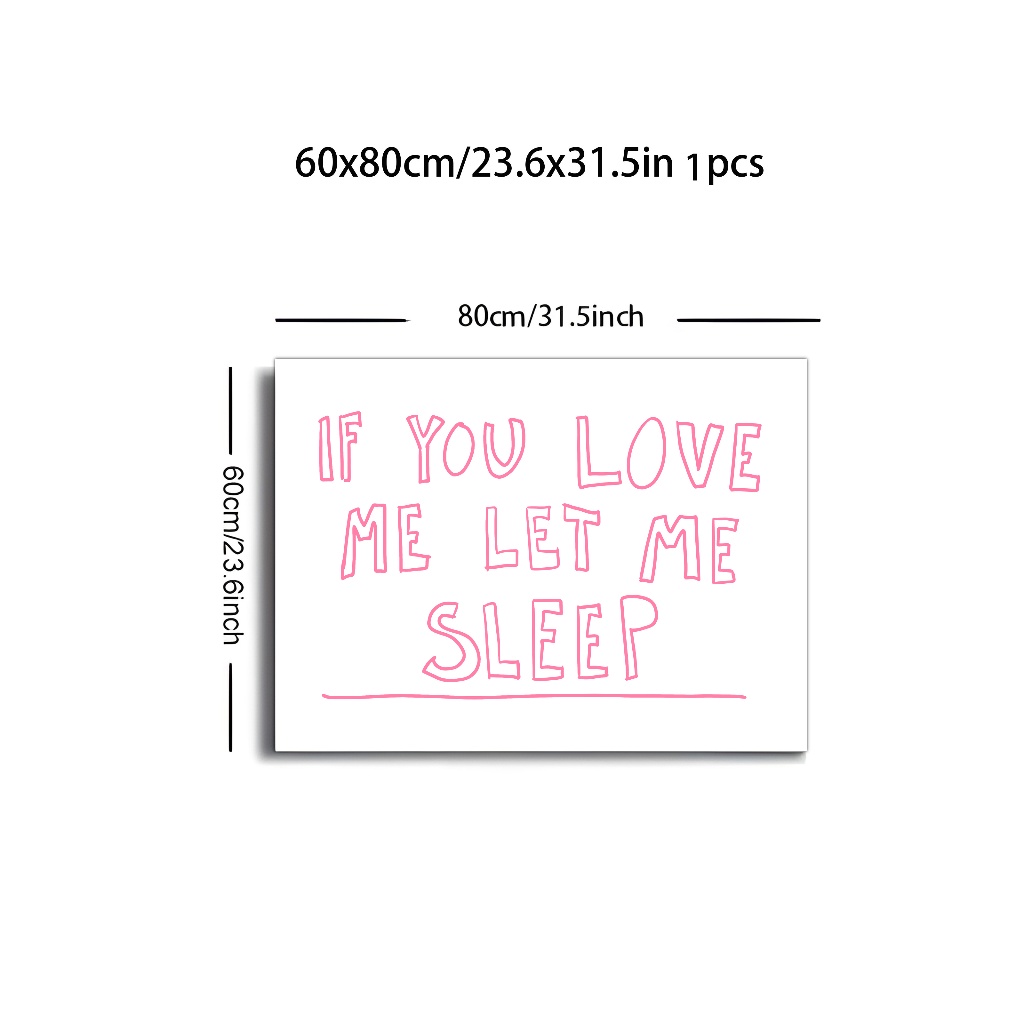 60x80cm/23.6x31.5in 1pcs
80cm/31.5inch
60cm/23.6inch
IF YOU LOVE
ME LET ME
SLEEP